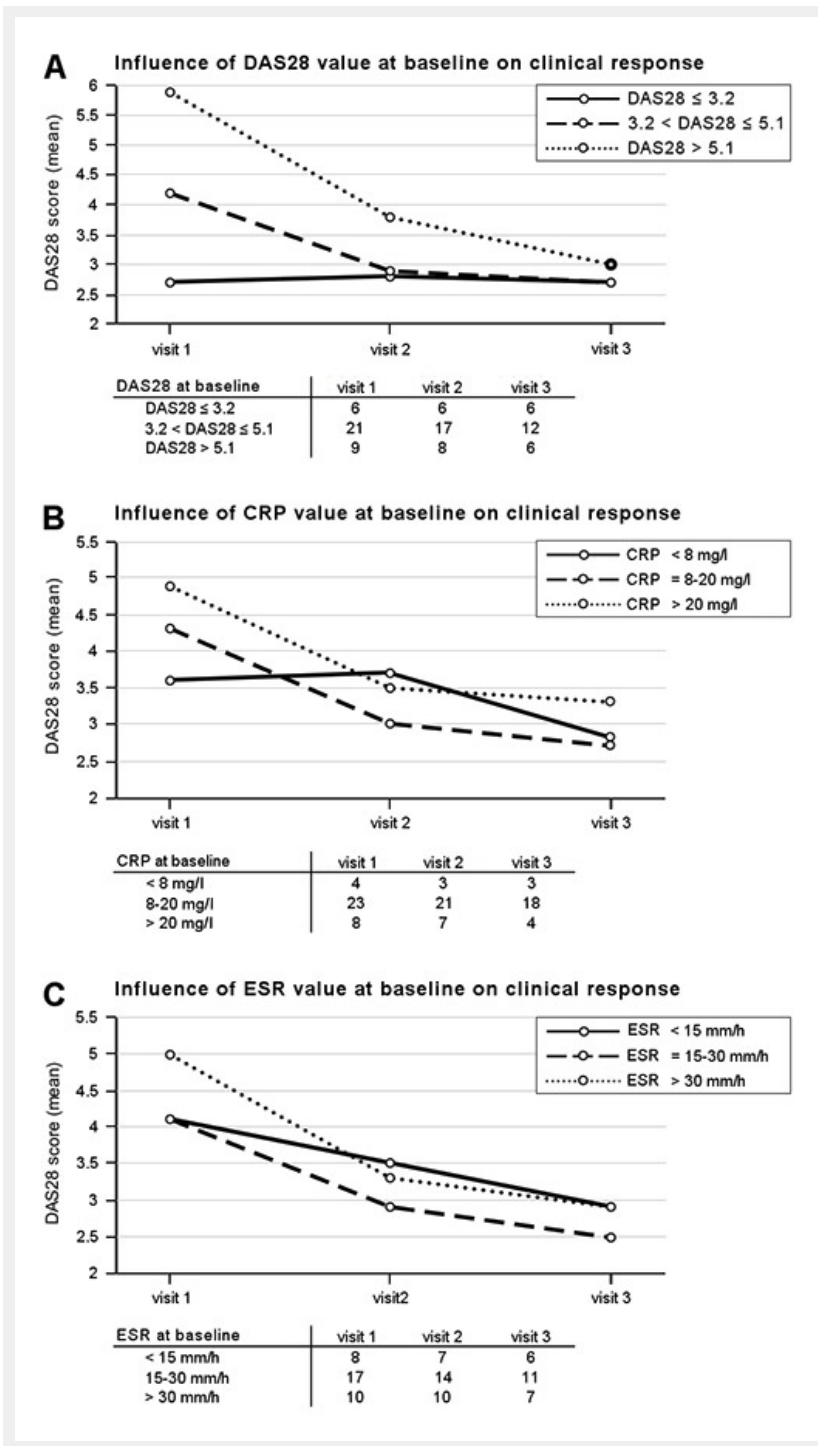 A Influence of DAS28 value at baseline on clinical response
DAS28 score (mean)
6
5.5
5
4.5
4
3.5
3
2.5
2
DAS28 ≤ 3.2
3.2 < DAS28 ≤ 5.1
DAS28 > 5.1
visit 1 visit 2 visit 3
DAS28 at baseline visit 1 visit 2 visit 3
DAS28 ≤ 3.2 6 6 6
3.2 < DAS28 ≤ 5.1 21 17 12
DAS28 > 5.1 9 8 6
B Influence of CRP value at baseline on clinical response
DAS28 score (mean)
5.5
5
4.5
4
3.5
3
2.5
2
CRP < 8 mg/l
CRP = 8-20 mg/l
CRP > 20 mg/l
visit 1 visit 2 visit 3
CRP at baseline visit 1 visit 2 visit 3
< 8 mg/l 4 3 3
8-20 mg/l 23 21 18
> 20 mg/l 8 7 4
C Influence of ESR value at baseline on clinical response
DAS28 score (mean)
5.5
5
4.5
4
3.5
3
2.5
2
ESR < 15 mm/h
ESR = 15-30 mm/h
ESR > 30 mm/h
visit 1 visit2 visit 3
ESR at baseline visit 1 visit 2 visit 3
< 15 mm/h 8 7 6
15-30 mm/h 17 14 11
> 30 mm/h 10 10 7